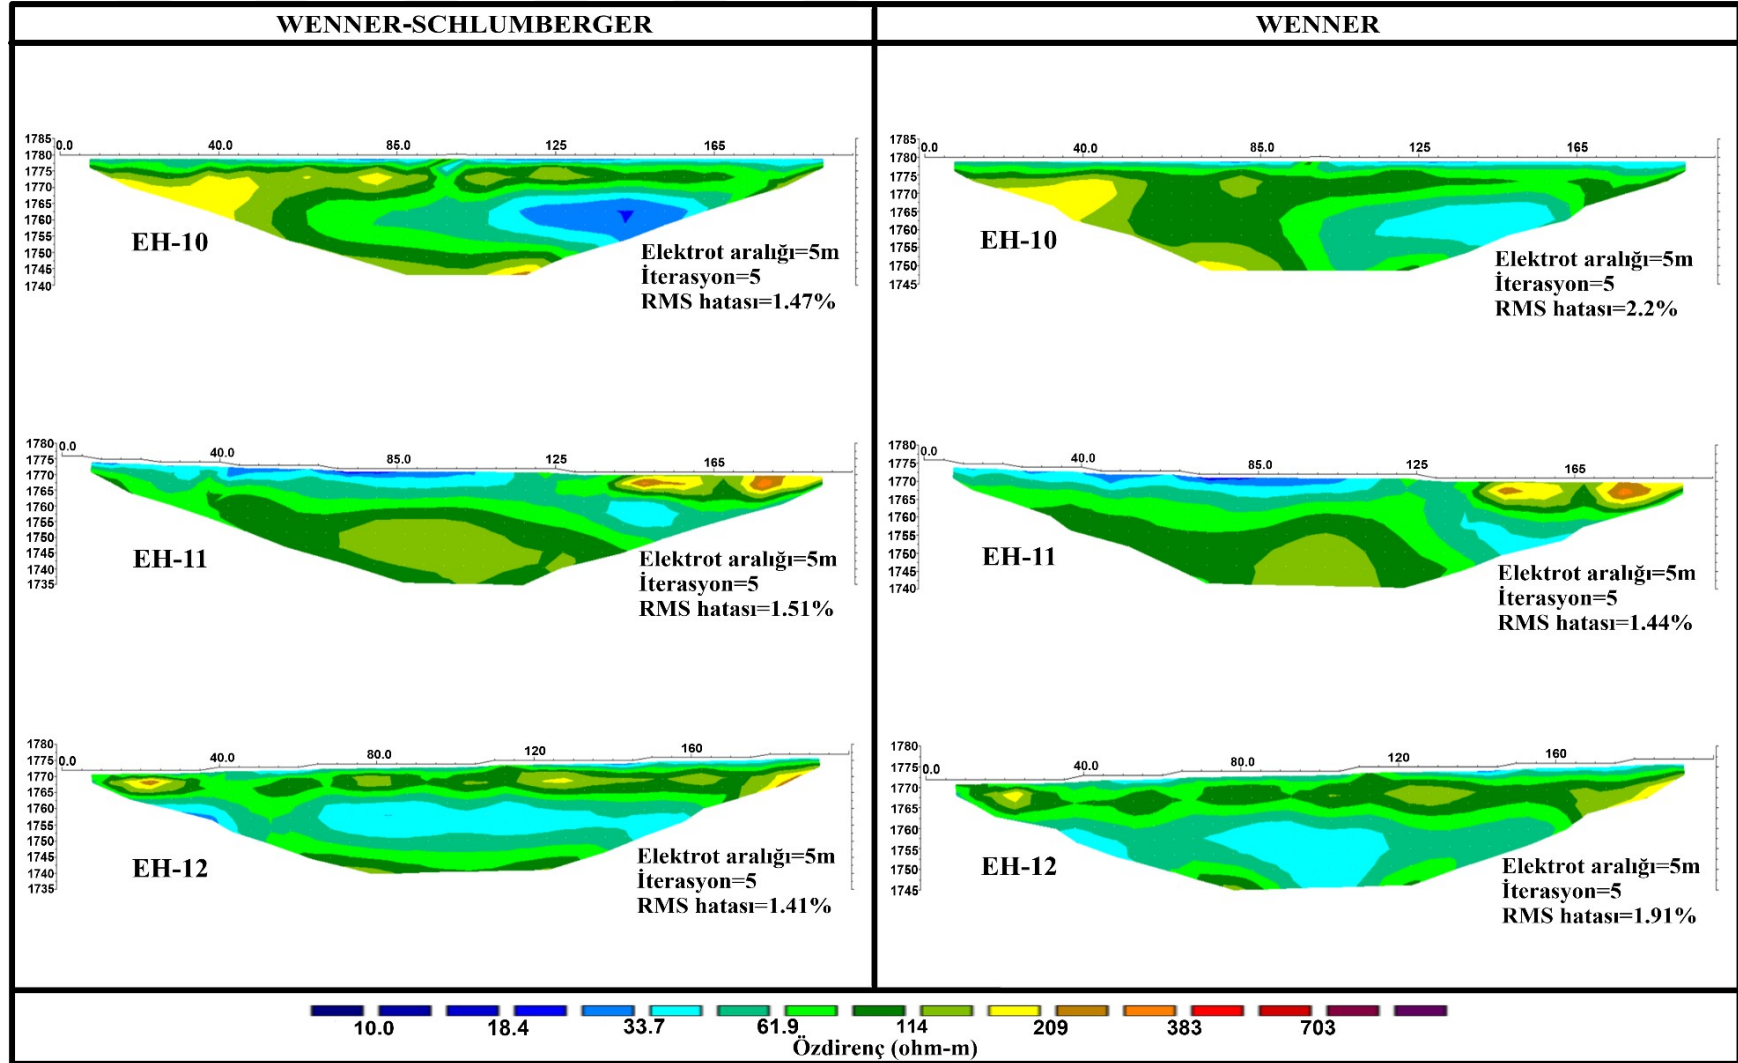 WENNER-SCHLUMBERGER
WENNER
1785
1780
1770
1765
1760
1755
1750
1745
1740
0.0 40.0 85.0 125 165
EH-10
Elektrot aralığı=5m
İterasyon=5
RMS hatası=1.47%
1785
1780
1775
1770
1765
1760
1755
1750
1745
0.0 40.0 85.0 125 165
EH-10
Elektrot aralığı=5m
İterasyon=5
RMS hatası=2.2%
1780
1775
1770
1765
1760
1755
1750
1745
1740
1735
0.0 40.0 85.0 125 165
EH-11
Elektrot aralığı=5m
İterasyon=5
RMS hatası=1.51%
1780
1775
1770
1765
1760
1755
1750
1745
1740
0.0 40.0 85.0 125 165
EH-11
Elektrot aralığı=5m
İterasyon=5
RMS hatası=1.44%
1780
1775
1770
1760
1755
1750
1745
1740
1735
0.0 40.0 80.0 120 160
EH-12
Elektrot aralığı=5m
İterasyon=5
RMS hatası=1.41%
1780
1775
1770
1765
1760
1755
1750
1745
0.0 40.0 80.0 120 160
EH-12
Elektrot aralığı=5m
İterasyon=5
RMS hatası=1.91%
10.0 18.4 33.7 61.9 114 209 383 703
Özdirenç (ohm-m)